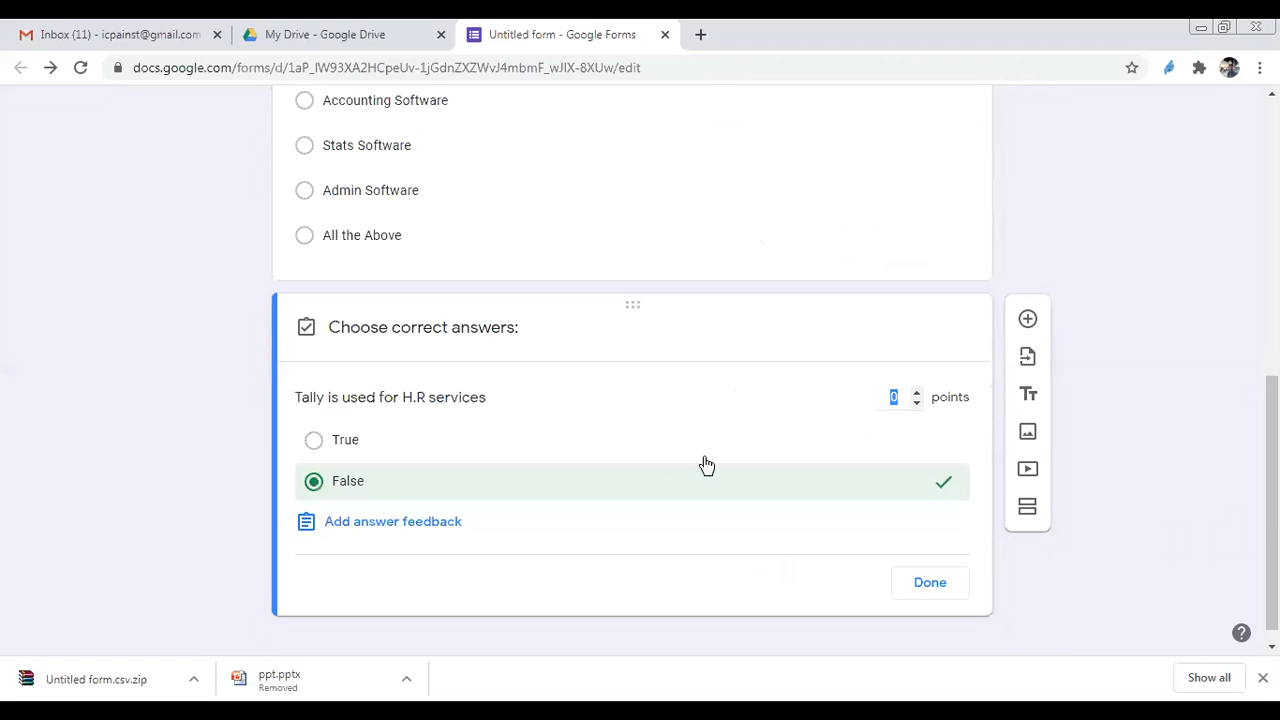 Inbox (11) - icpainst@gmail.com
My Drive - Google Drive
Untitled form - Google Forms
docs.google.com/forms/d/1aP_lW93XA2HCpeUv-1jGdnZXZWvJ4mbmF_wJIX-8XUw/edit
Accounting Software
Stats Software
Admin Software
All the Above
Choose correct answers:
Tally is used for H.R services
0 points
True
False
Add answer feedback
Done
Untitled form.csv.zip
ppt.pptx
Removed
Show all